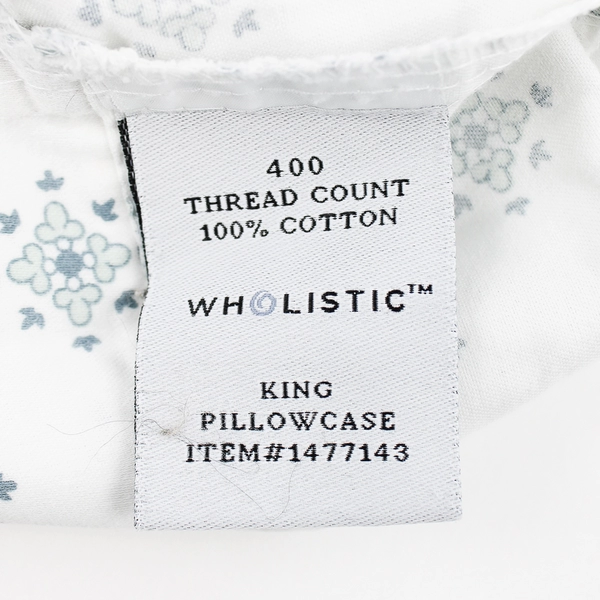 400
THREAD COUNT
100% COTTON
WHOLISTIC™
KING
PILLOWCASE
ITEM#1477143